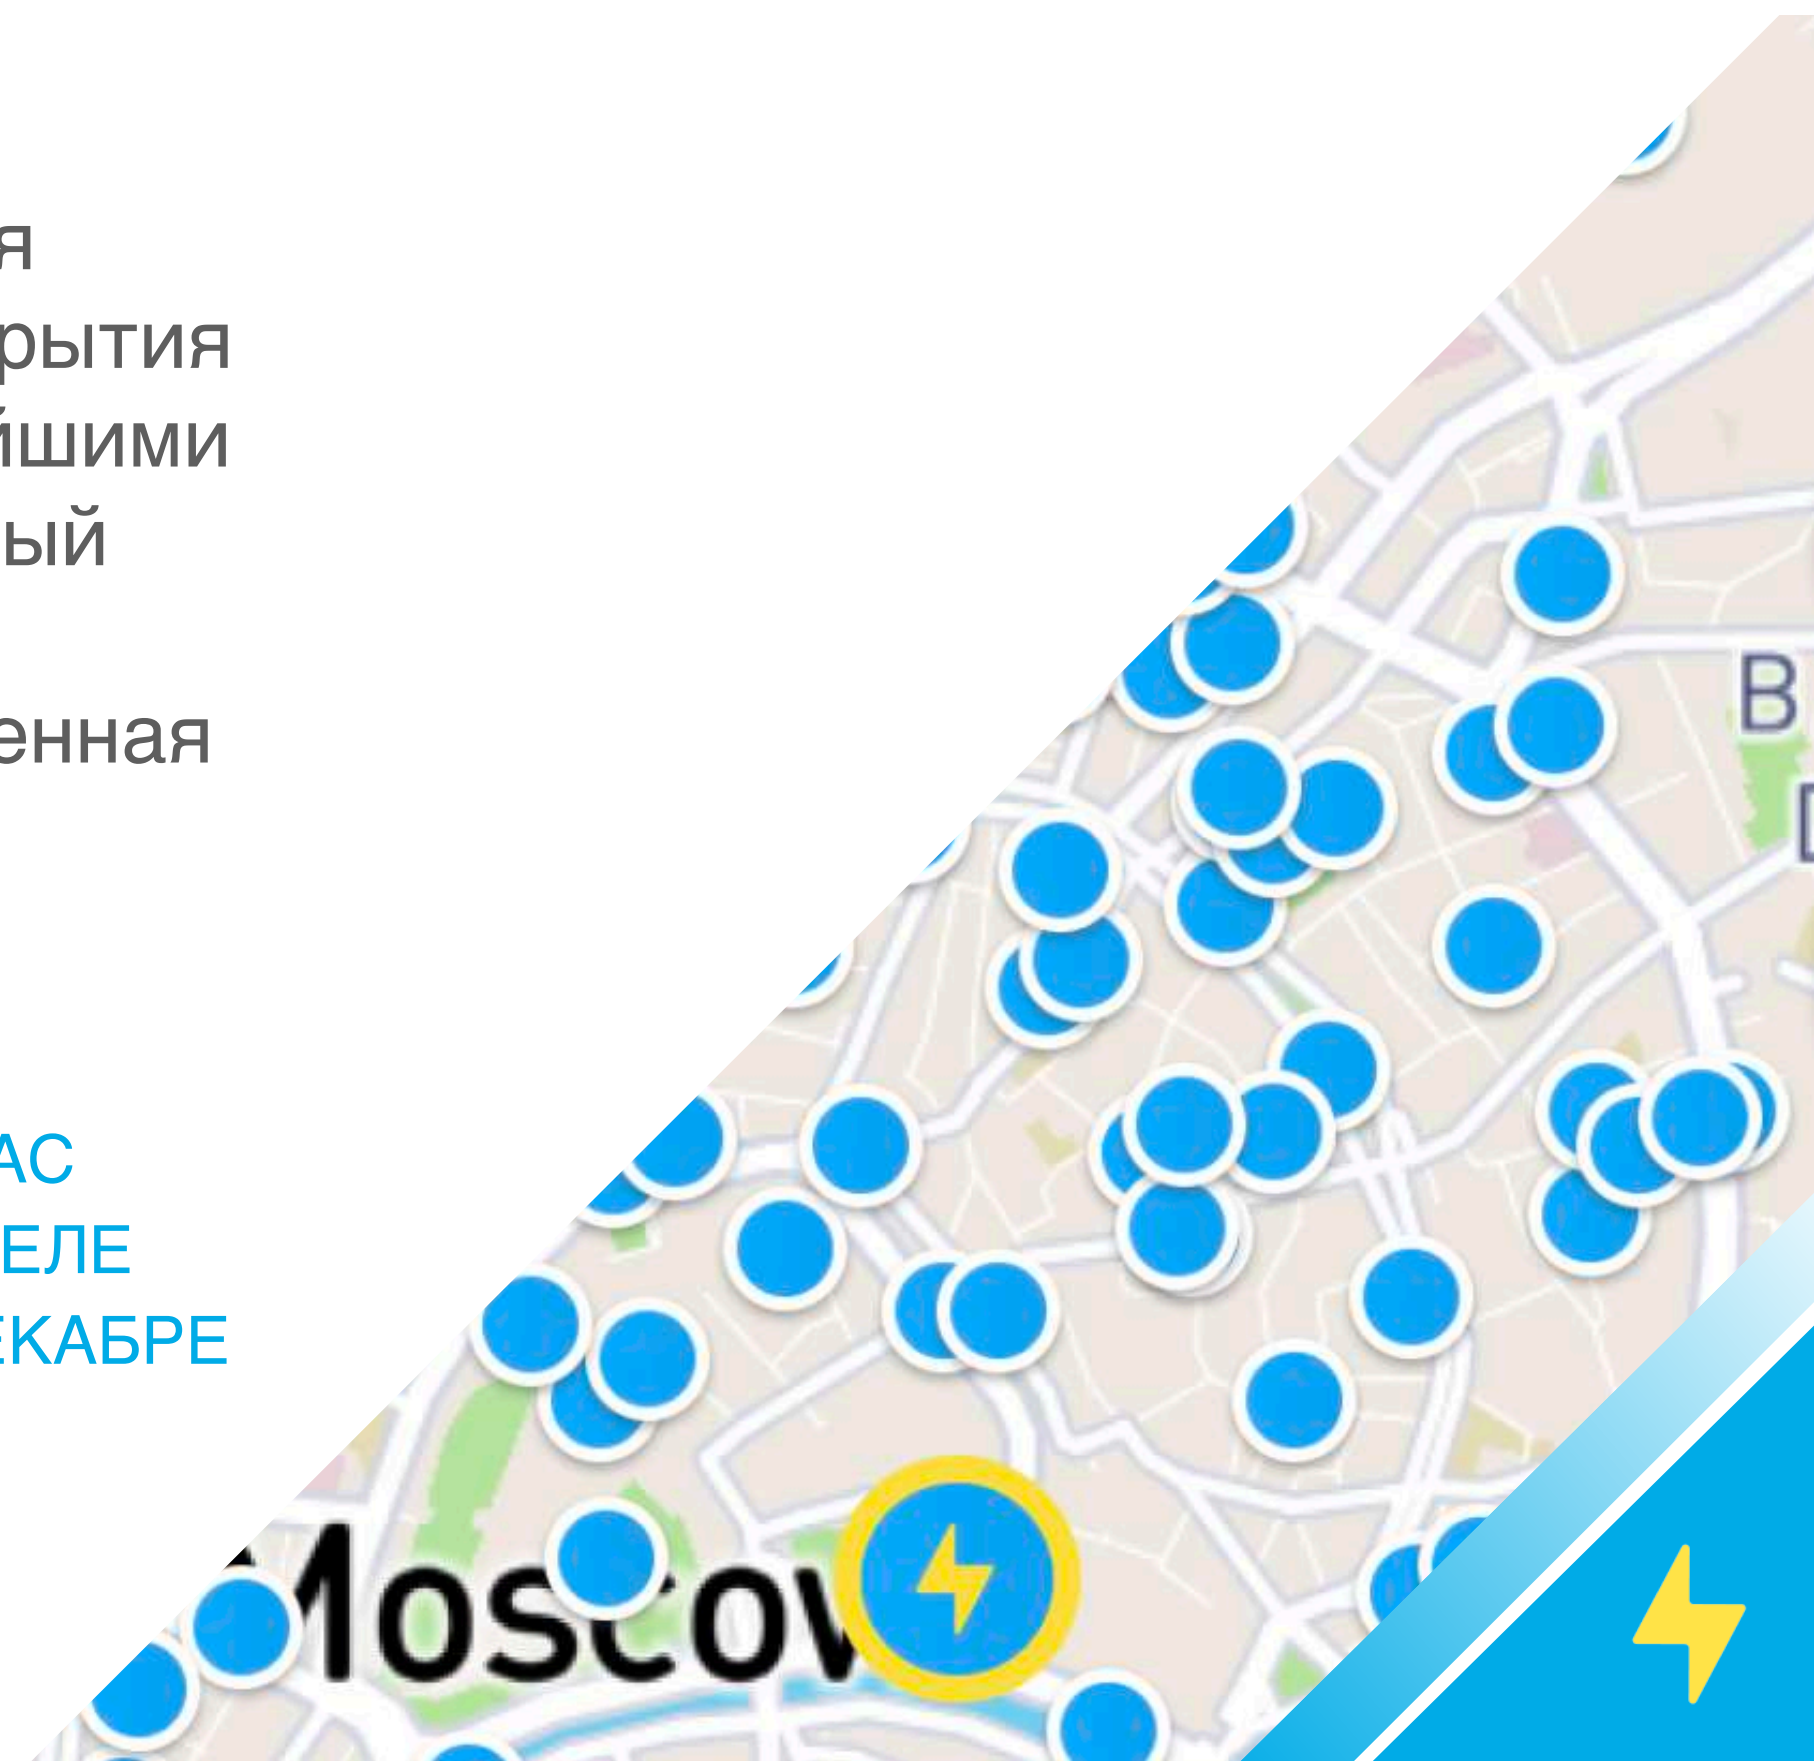 я
рытия
йшими
ый
енная
АС
ЕЛЕ
ЕКАБРЕ
В
Moscow